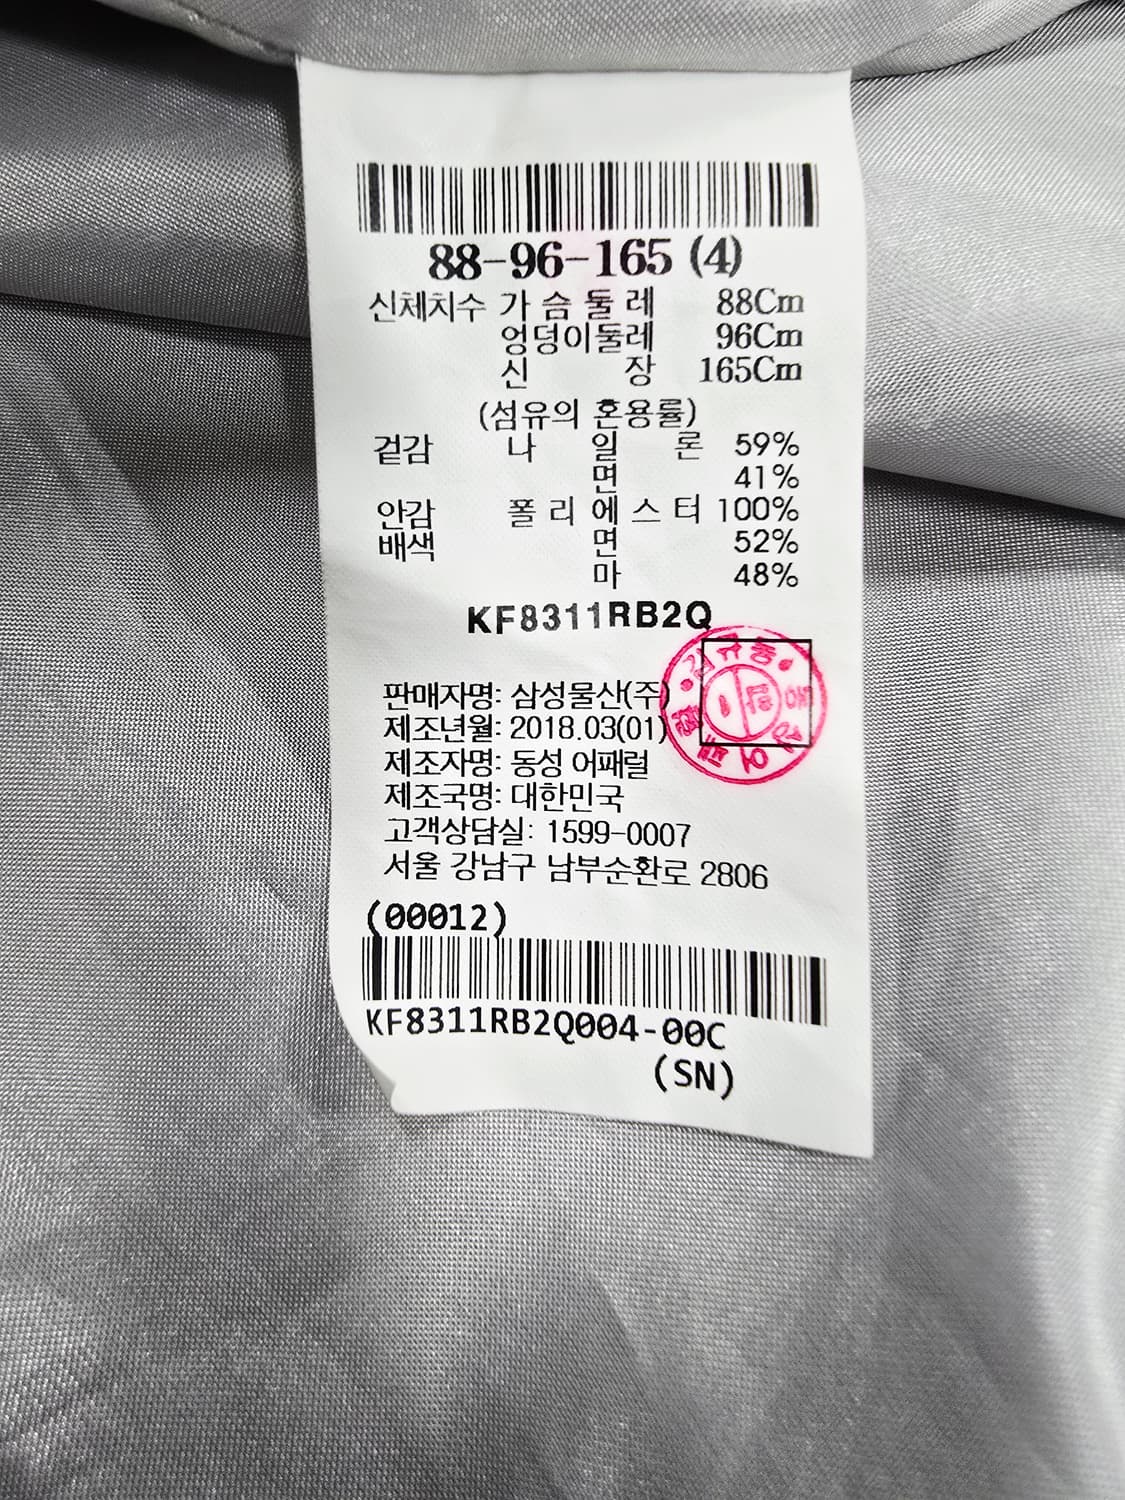 88-96-165 (4)
신체치수 가슴둘레 88Cm
엉덩이둘레 96Cm
신 장 165Cm
(섬유의 혼용률)
겉감 나 일 론 59%
면 41%
안감 폴리에스터 100%
배색 면 52%
마 48%
KF8311RB2Q
판매자명: 삼성물산(주)
제조년월: 2018.03(01)
제조자명: 동성 어패럴
제조국명: 대한민국
고객상담실: 1599-0007
서울 강남구 남부순환로 2806
(00012)
KF8311RB2Q004-00C
(SN)